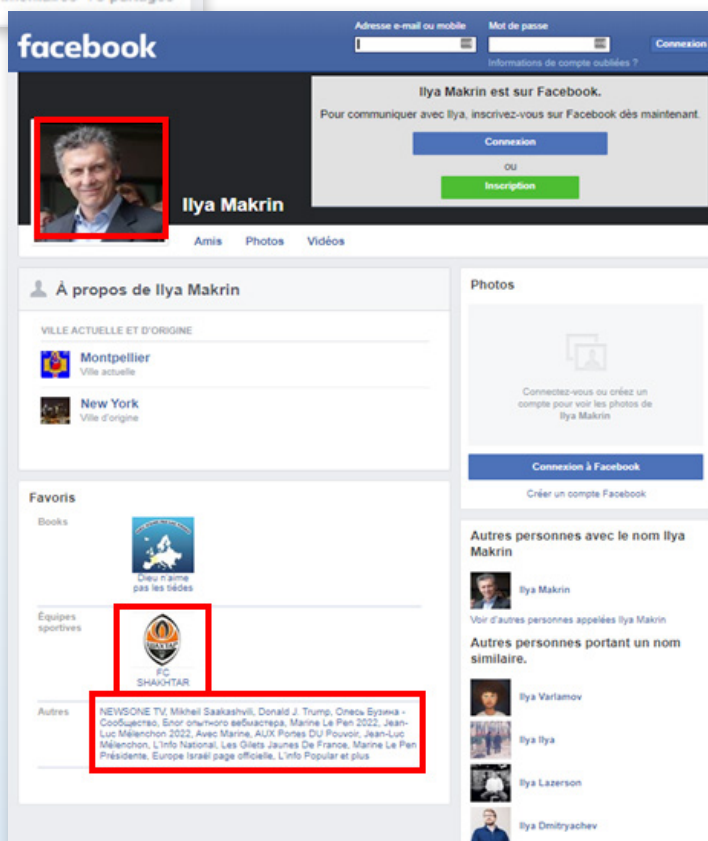 facebook
Adresse e-mail ou mobile
Mot de passe
Connexion
Informations de compte oubliées ?
Ilya Makrin est sur Facebook.
Pour communiquer avec Ilya, inscrivez-vous sur Facebook dès maintenant.
Connexion
ou
Inscription
Ilya Makrin
Amis Photos Vidéos
À propos de Ilya Makrin
VILLE ACTUELLE ET D'ORIGINE
Montpellier
Ville actuelle
New York
Ville d'origine
Favoris
Books
Dieu n'aime
pas les tièdes
Équipes
sportives
FC
SHAKHTAR
Autres
NEWSONE TV, Mikheil Saakashvili, Donald J. Trump, Олесь Бузина -
Сообщество, Блог опытного вебмастера, Marine Le Pen 2022, Jean-
Luc Mélenchon 2022, Avec Marine, AUX Portes DU Pouvoir, Jean-Luc
Mélenchon, L'Info National, Les Gilets Jaunes De France, Marine Le Pen
Présidente, Europe Israël page officielle, L'info Popular et plus
Photos
Connectez-vous ou créez un
compte pour voir les photos de
Ilya Makrin
Connexion à Facebook
Créer un compte Facebook
Autres personnes avec le nom Ilya
Makrin
Ilya Makrin
Voir d'autres personnes appelées Ilya Makrin
Autres personnes portant un nom
similaire.
Ilya Varlamov
Ilya Ilya
Ilya Lazerson
Ilya Dmitryachev